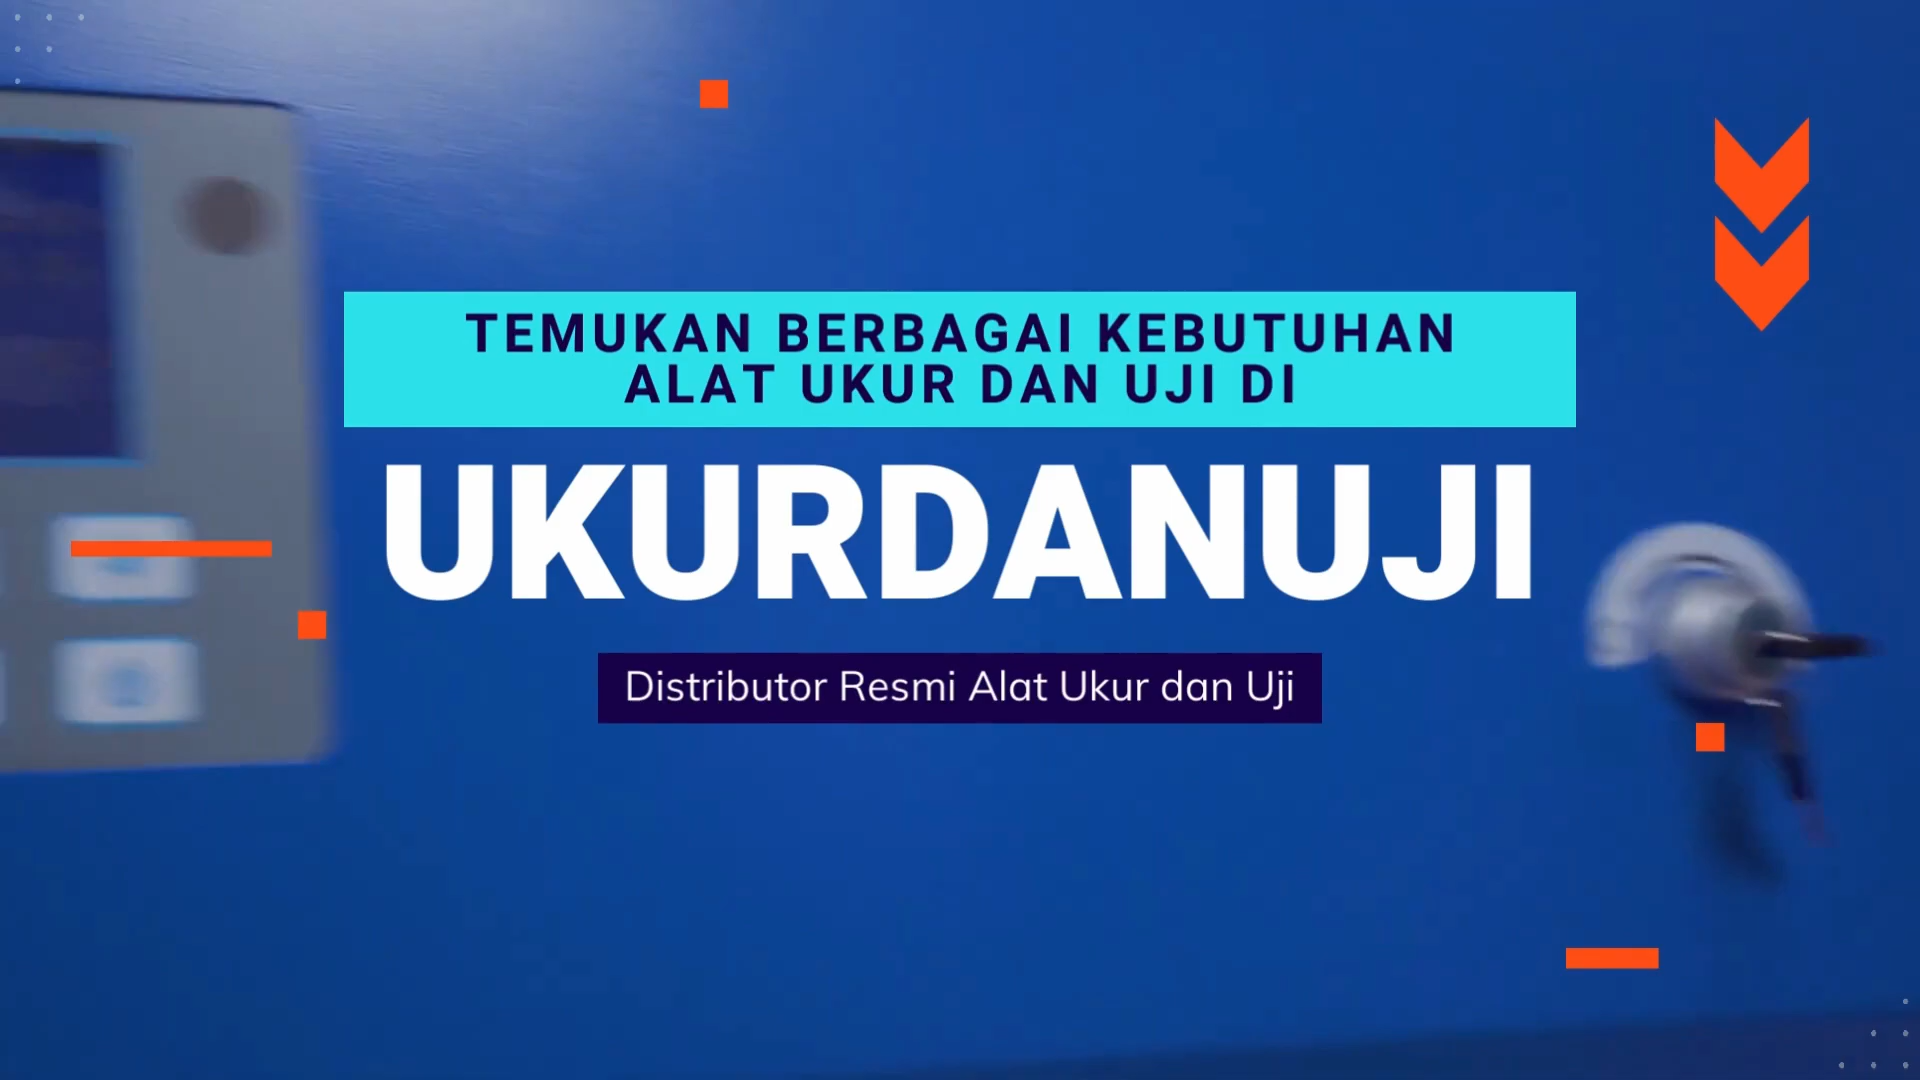 TEMUKAN BERBAGAI KEBUTUHAN
ALAT UKUR DAN UJI DI
UKURDANUJI
Distributor Resmi Alat Ukur dan Uji